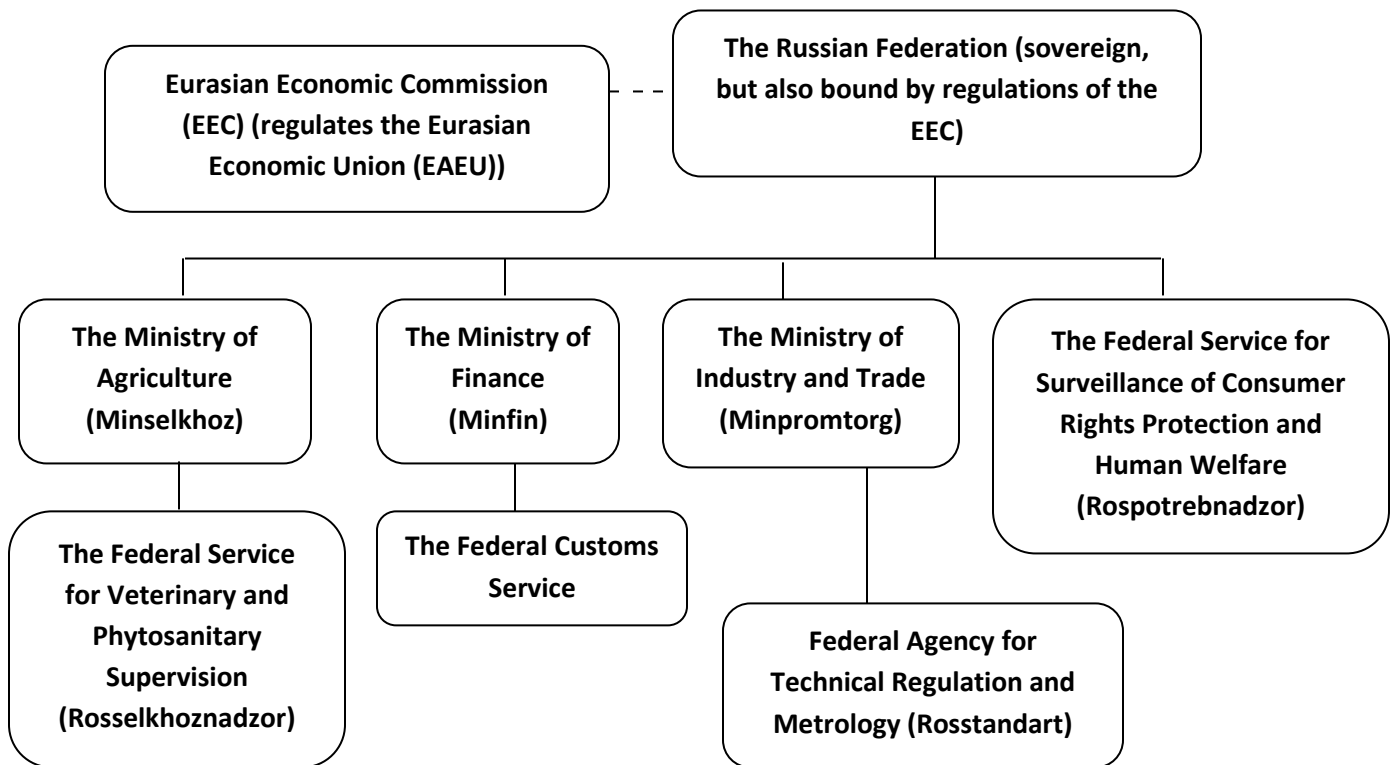 Eurasian Economic Commission
(EEC) (regulates the Eurasian
Economic Union (EAEU))
The Russian Federation (sovereign,
but also bound by regulations of the
EEC)
The Ministry of
Agriculture
(Minselkhoz)
The Ministry of
Finance
(Minfin)
The Ministry of
Industry and Trade
(Minpromtorg)
The Federal Service for
Surveillance of Consumer
Rights Protection and
Human Welfare
(Rospotrebnadzor)
The Federal Service
for Veterinary and
Phytosanitary
Supervision
(Rosselkhoznadzor)
The Federal Customs
Service
Federal Agency for
Technical Regulation and
Metrology (Rosstandart)